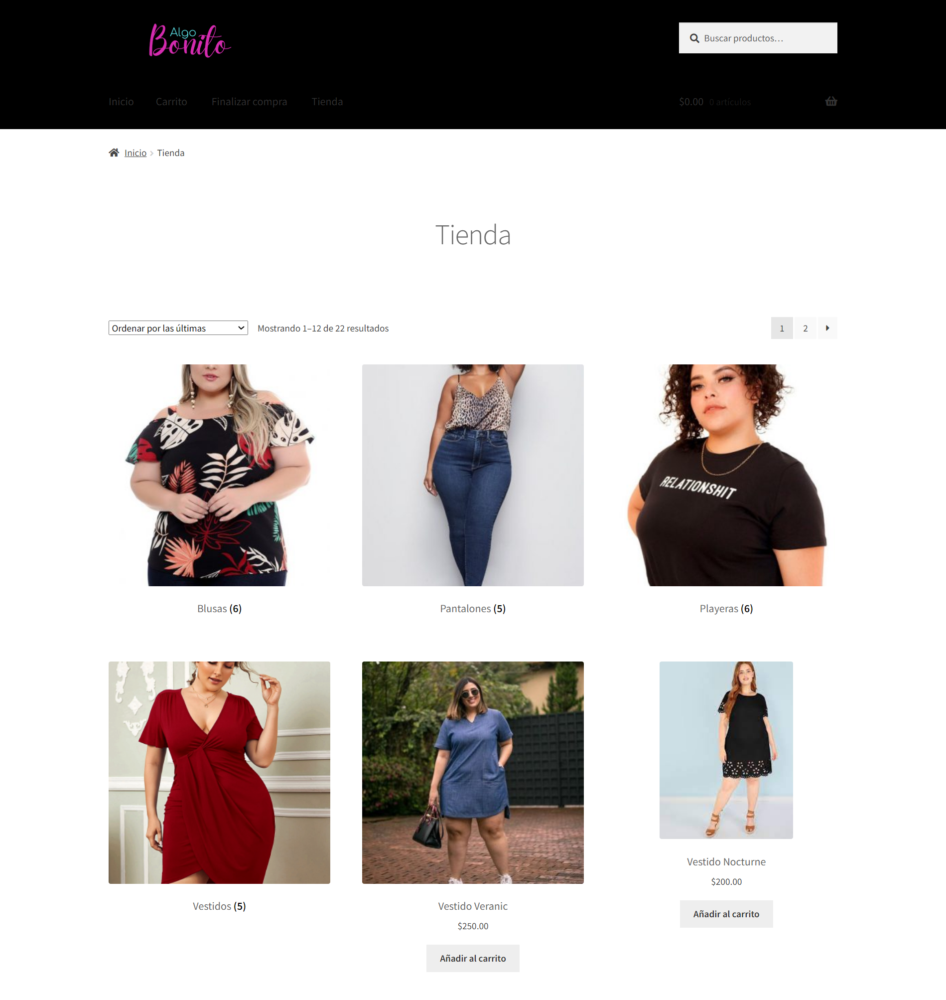 Algo
Bonito
Buscar productos…
Inicio Carrito Finalizar compra Tienda
$0.00 0 artículos
Inicio Tienda
Tienda
Ordenar por las últimas
Mostrando 1–12 de 22 resultados
1 2
RELATIONSHIT
Blusas (6)
Pantalones (5)
Playeras (6)
Vestidos (5)
Vestido Veranic
$250.00
Añadir al carrito
Vestido Nocturne
$200.00
Añadir al carrito